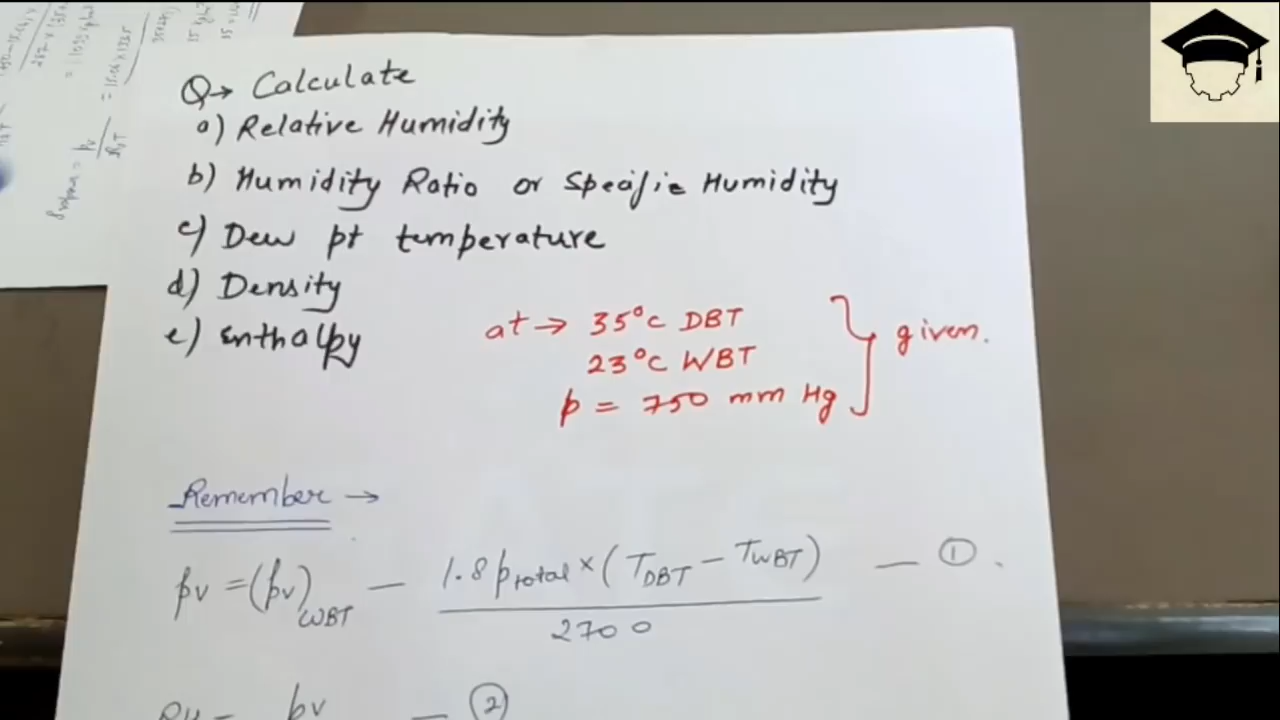 Q→ Calculate
a) Relative Humidity
b) Humidity Ratio or Specific Humidity
c) Dew pt temperature
d) Density
e) Enthalpy
at → 35°C DBT
23°C WBT
p = 750 mm Hg
given.
Remember →
pv = (pv)WBT — 1.8 ptotal × (TDBT — TWBT) / 2700 — ①.
pv — ②